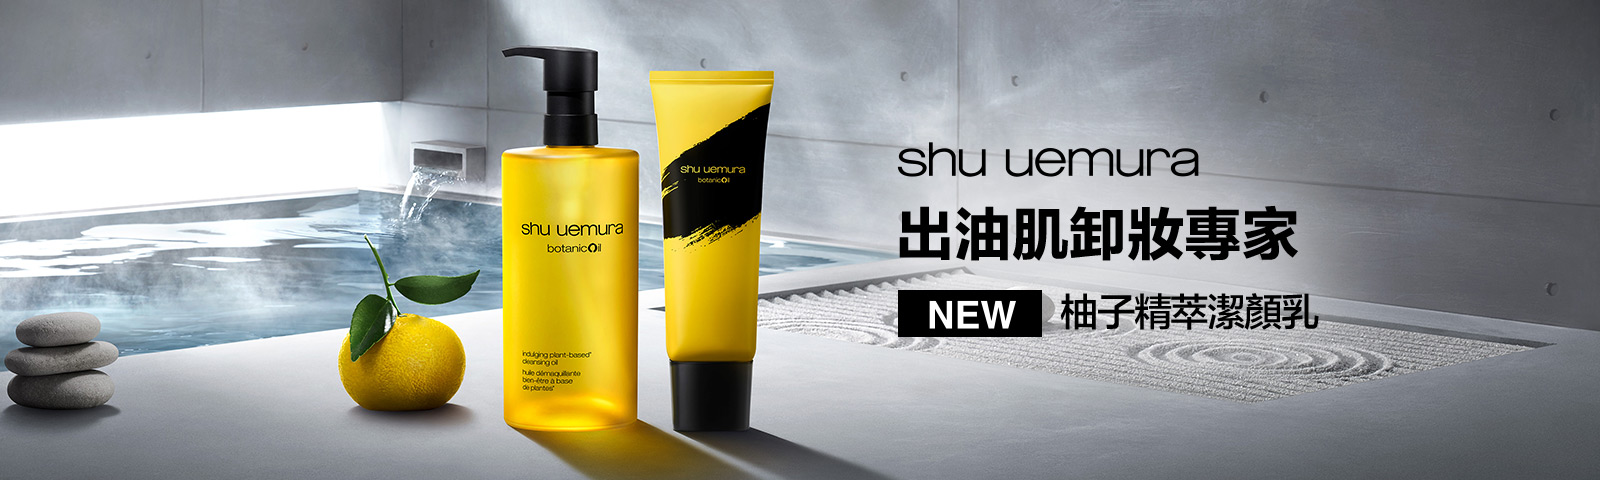 shu uemura
botanicOil
indulging plant-based*
cleansing oil
huile démaquillante
bien-être à base
de plantes*
shu uemura
botanicOil
shu uemura
出油肌卸妝專家
NEW 柚子精萃潔顏乳